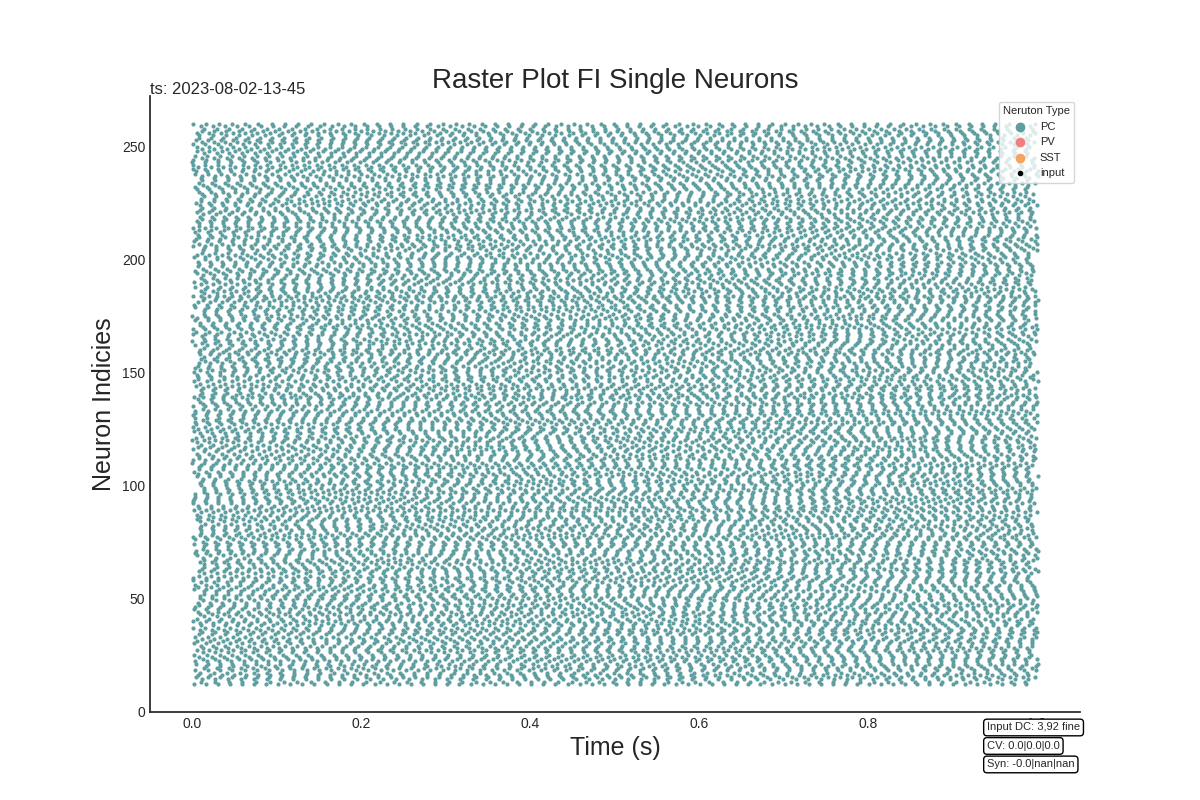 Raster Plot FI Single Neurons
ts: 2023-08-02-13-45
Neruton Type
PC
PV
SST
input
250
200
150
100
50
0
Neuron Indicies
0.0 0.2 0.4 0.6 0.8
Time (s)
Input DC: 3,92 fine
CV: 0.0|0.0|0.0
Syn: -0.0|nan|nan